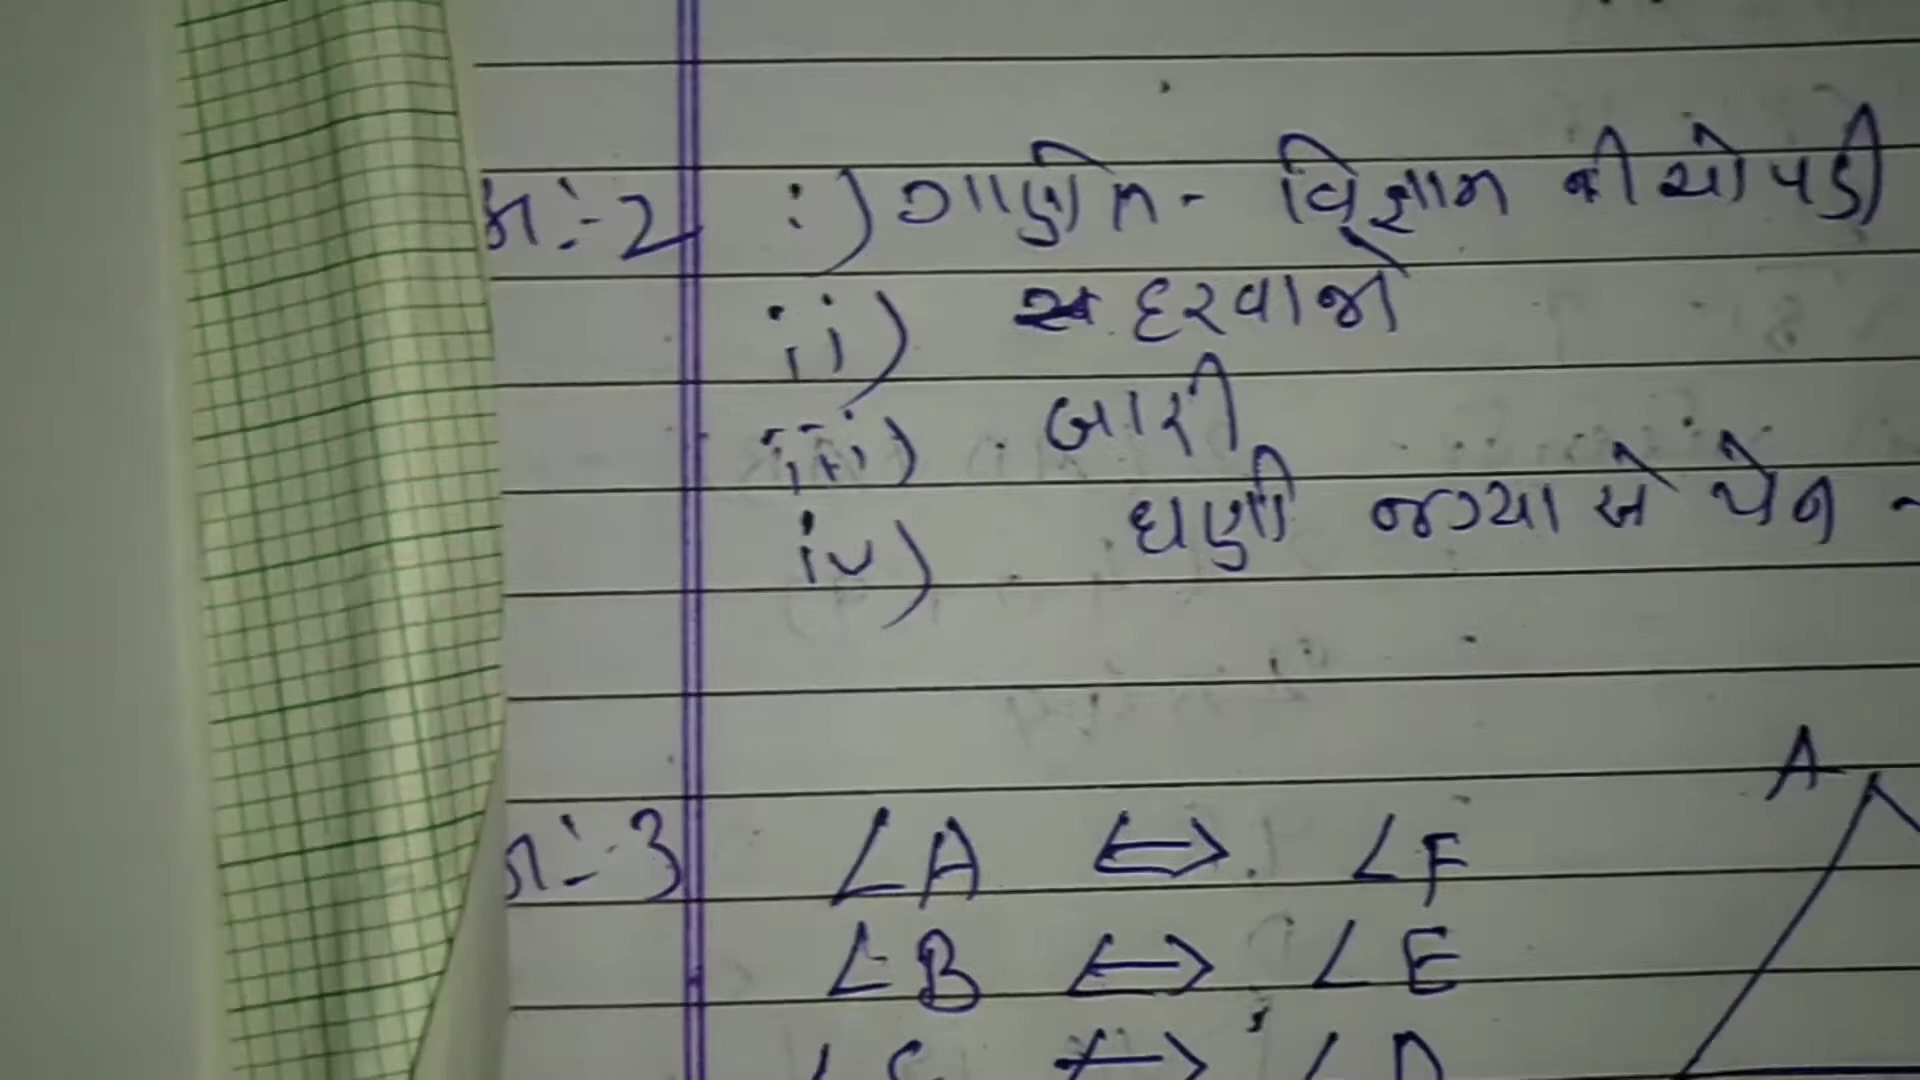 નં:-2 i) ગાણિત - વિજ્ઞાન ની ચોપડી
ii) દરવાજો
iii) બારી
iv) ઘણી જગ્યા એ પેન -
નં:-3 ∠A ⟺ ∠F
∠B ⟺ ∠E
∠C ⟷ ∠D
A